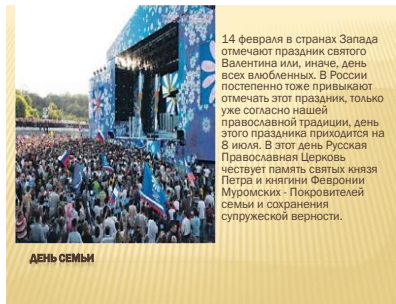 14 февраля в странах Запада
отмечают праздник святого
Валентина или, иначе, день
всех влюбленных. В России
постепенно тоже привыкают
отмечать этот праздник, только
уже согласно нашей
православной традиции, день
этого праздника приходится на
8 июля. В этот день Русская
Православная Церковь
чествует память святых князя
Петра и княгини Февронии
Муромских - Покровителей
семьи и сохранения
супружеской верности.
ДЕНЬ СЕМЬИ